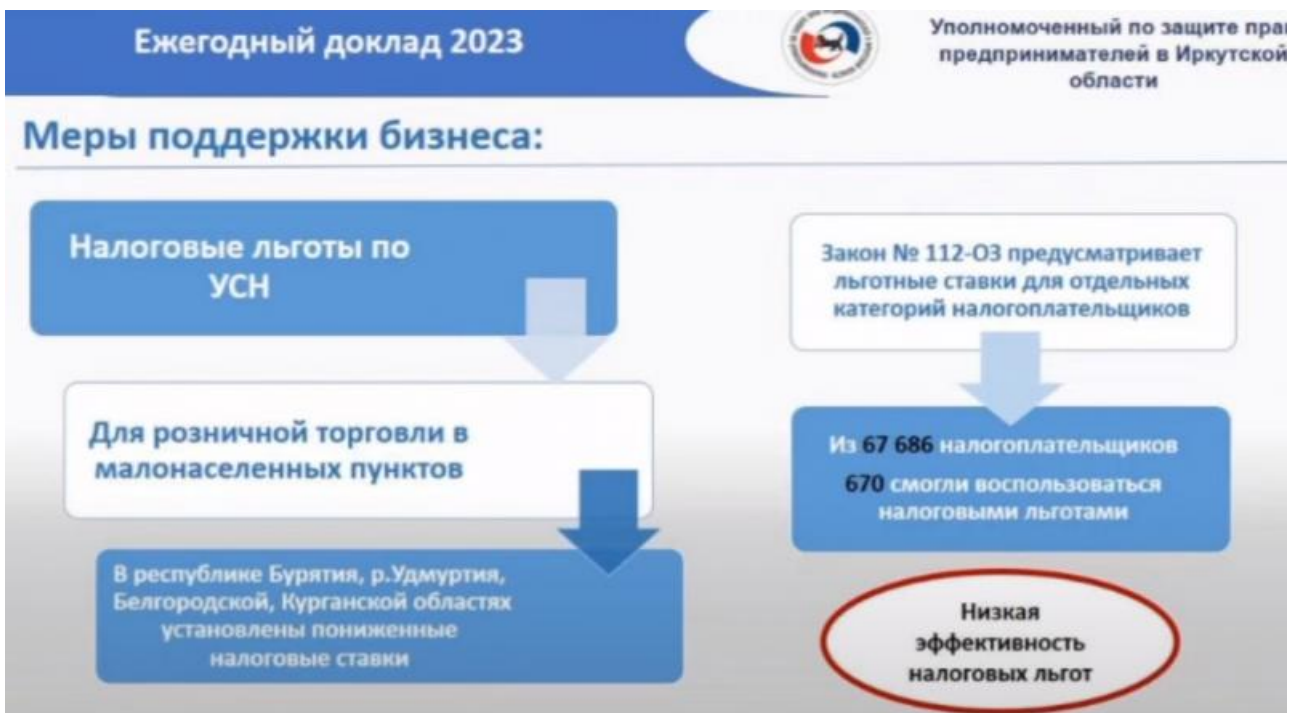 Ежегодный доклад 2023
Уполномоченный по защите пра
предпринимателей в Иркутской
области
Меры поддержки бизнеса:
Налоговые льготы по
УСН
Для розничной торговли в
малонаселенных пунктов
В республике Бурятия, р.Удмуртия,
Белгородской, Курганской областях
установлены пониженные
налоговые ставки
Закон № 112-ОЗ предусматривает
льготные ставки для отдельных
категорий налогоплательщиков
Из 67 686 налогоплательщиков
670 смогли воспользоваться
налоговыми льготами
Низкая
эффективность
налоговых льгот